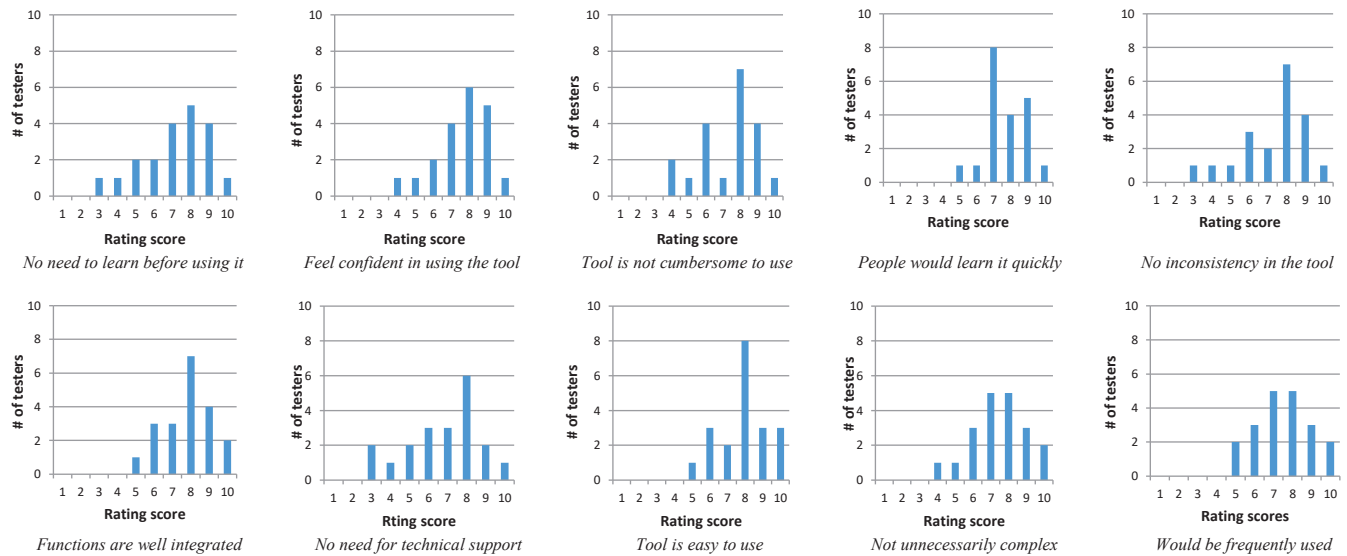 10
8
6
4
2
0
# of testers
1 2 3 4 5 6 7 8 9 10
Rating score
No need to learn before using it
10
8
6
4
2
0
# of testers
1 2 3 4 5 6 7 8 9 10
Rating score
Feel confident in using the tool
10
8
6
4
2
0
# of testers
1 2 3 4 5 6 7 8 9 10
Rating score
Tool is not cumbersome to use
10
8
6
4
2
0
# of testers
1 2 3 4 5 6 7 8 9 10
Rating score
People would learn it quickly
10
8
6
4
2
0
# of testers
1 2 3 4 5 6 7 8 9 10
Rating score
No inconsistency in the tool
10
8
6
4
2
0
# of testers
1 2 3 4 5 6 7 8 9 10
Rating score
Functions are well integrated
10
8
6
4
2
0
# of testers
1 2 3 4 5 6 7 8 9 10
Rting score
No need for technical support
10
8
6
4
2
0
# of testers
1 2 3 4 5 6 7 8 9 10
Rating score
Tool is easy to use
10
8
6
4
2
0
# of testers
1 2 3 4 5 6 7 8 9 10
Rating score
Not unnecessarily complex
10
8
6
4
2
0
# of testers
1 2 3 4 5 6 7 8 9 10
Rating scores
Would be frequently used